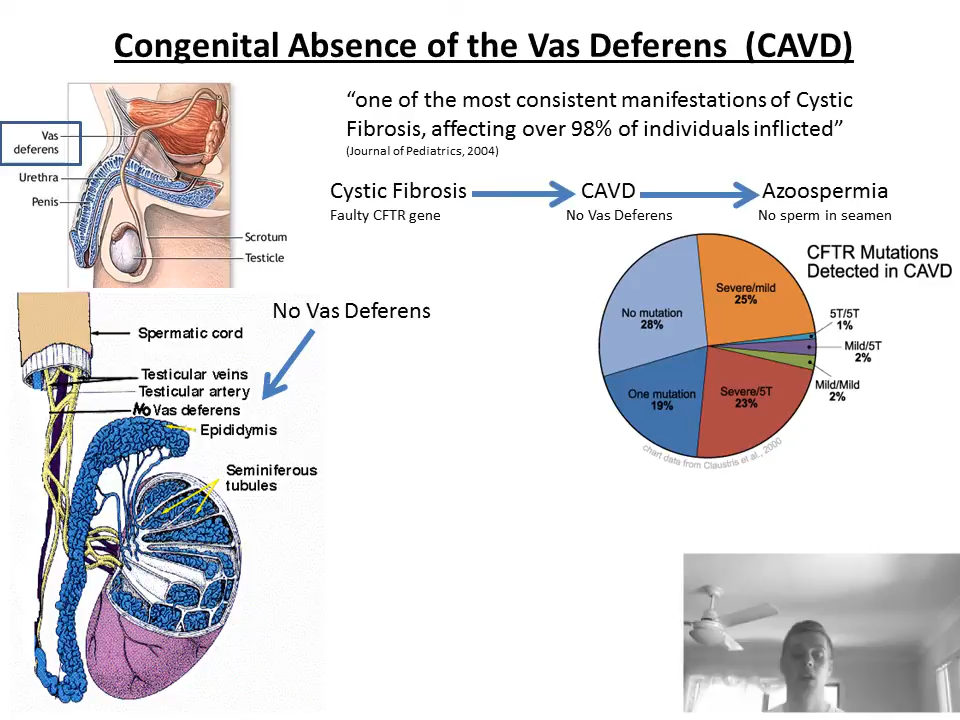 Congenital Absence of the Vas Deferens (CAVD)
Vas
deferens
Urethra
Penis
Scrotum
Testicle
“one of the most consistent manifestations of Cystic
Fibrosis, affecting over 98% of individuals inflicted”
(Journal of Pediatrics, 2004)
Cystic Fibrosis
Faulty CFTR gene
CAVD
No Vas Deferens
Azoospermia
No sperm in seamen
CFTR Mutations
Detected in CAVD
No mutation
28%
Severe/mild
25%
5T/5T
1%
Mild/5T
2%
Mild/Mild
2%
Severe/5T
23%
One mutation
19%
chart data from Claustris et al., 2000
No Vas Deferens
Spermatic cord
Testicular veins
Testicular artery
No Vas deferens
Epididymis
Seminiferous
tubules